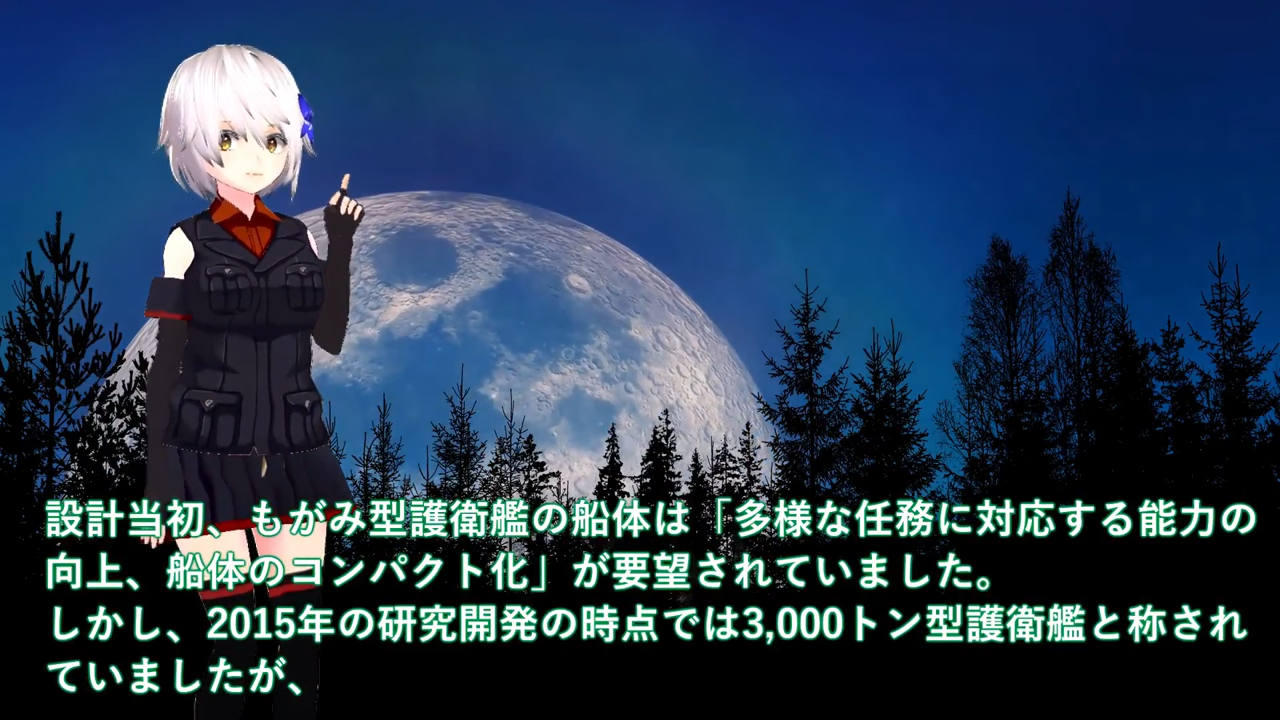 設計当初、もがみ型護衛艦の船体は「多様な任務に対応する能力の
向上、船体のコンパクト化」が要望されていました。
しかし、2015年の研究開発の時点では3,000トン型護衛艦と称され
ていましたが、